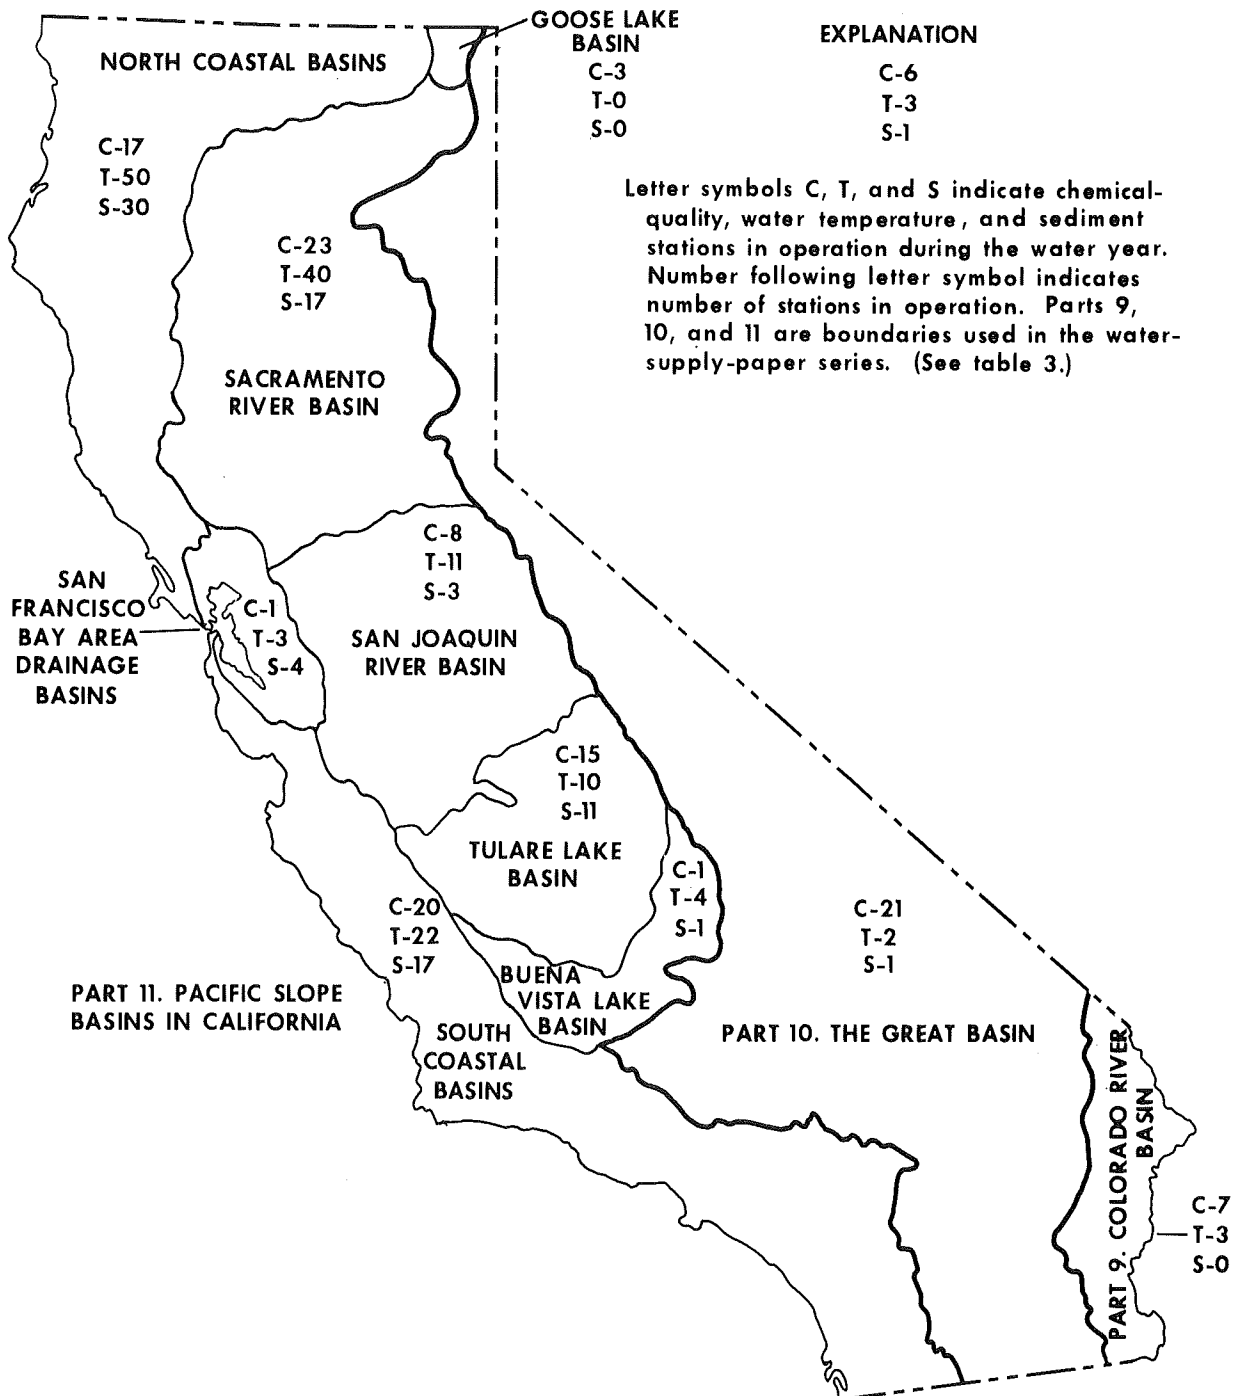 GOOSE LAKE
BASIN
C-3
T-0
S-0
EXPLANATION
C-6
T-3
S-1
Letter symbols C, T, and S indicate chemical-
quality, water temperature, and sediment
stations in operation during the water year.
Number following letter symbol indicates
number of stations in operation. Parts 9,
10, and 11 are boundaries used in the water-
supply-paper series. (See table 3.)
NORTH COASTAL BASINS
C-17
T-50
S-30
C-23
T-40
S-17
SACRAMENTO
RIVER BASIN
SAN
FRANCISCO
BAY AREA
DRAINAGE
BASINS
C-1
T-3
S-4
C-8
T-11
S-3
SAN JOAQUIN
RIVER BASIN
C-15
T-10
S-11
TULARE LAKE
BASIN
C-1
T-4
S-1
C-20
T-22
S-17
BUENA
VISTA LAKE
BASIN
C-21
T-2
S-1
PART 11. PACIFIC SLOPE
BASINS IN CALIFORNIA
SOUTH
COASTAL
BASINS
PART 10. THE GREAT BASIN
PART 9. COLORADO RIVER
BASIN
C-7
T-3
S-0